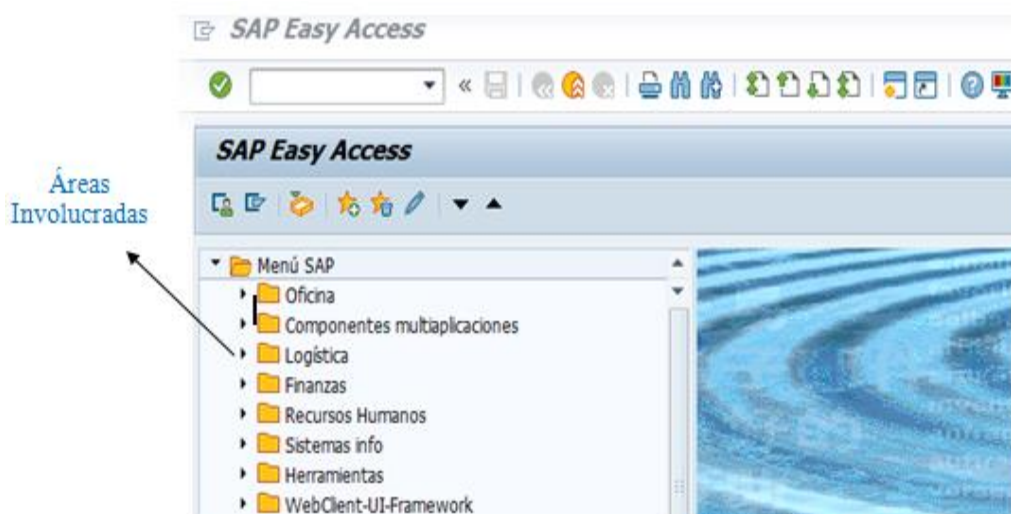 SAP Easy Access
SAP Easy Access
Áreas
Involucradas
Menú SAP
Oficina
Componentes multiaplicaciones
Logística
Finanzas
Recursos Humanos
Sistemas info
Herramientas
WebClient-UI-Framework